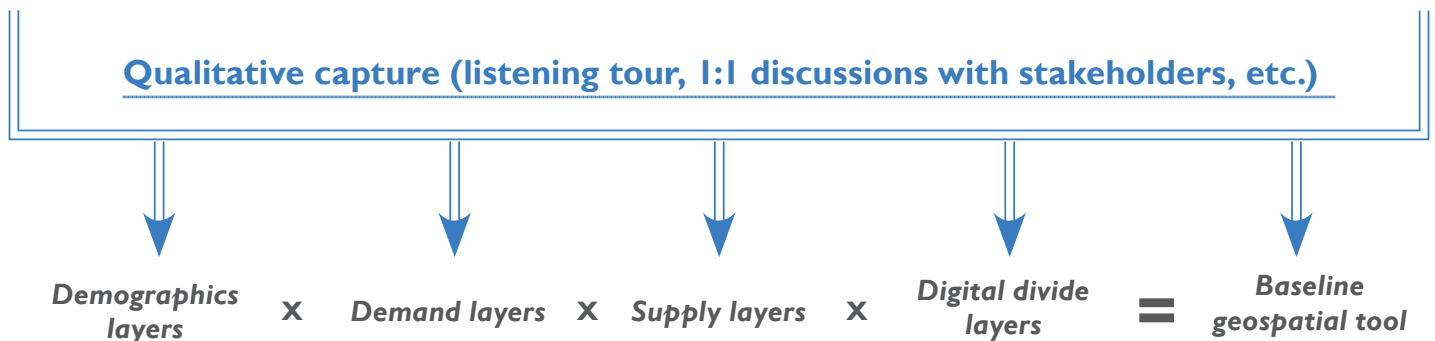 Qualitative capture (listening tour, 1:1 discussions with stakeholders, etc.)
Demographics
layers
x
Demand layers
x
Supply layers
x
Digital divide
layers
=
Baseline
geospatial tool